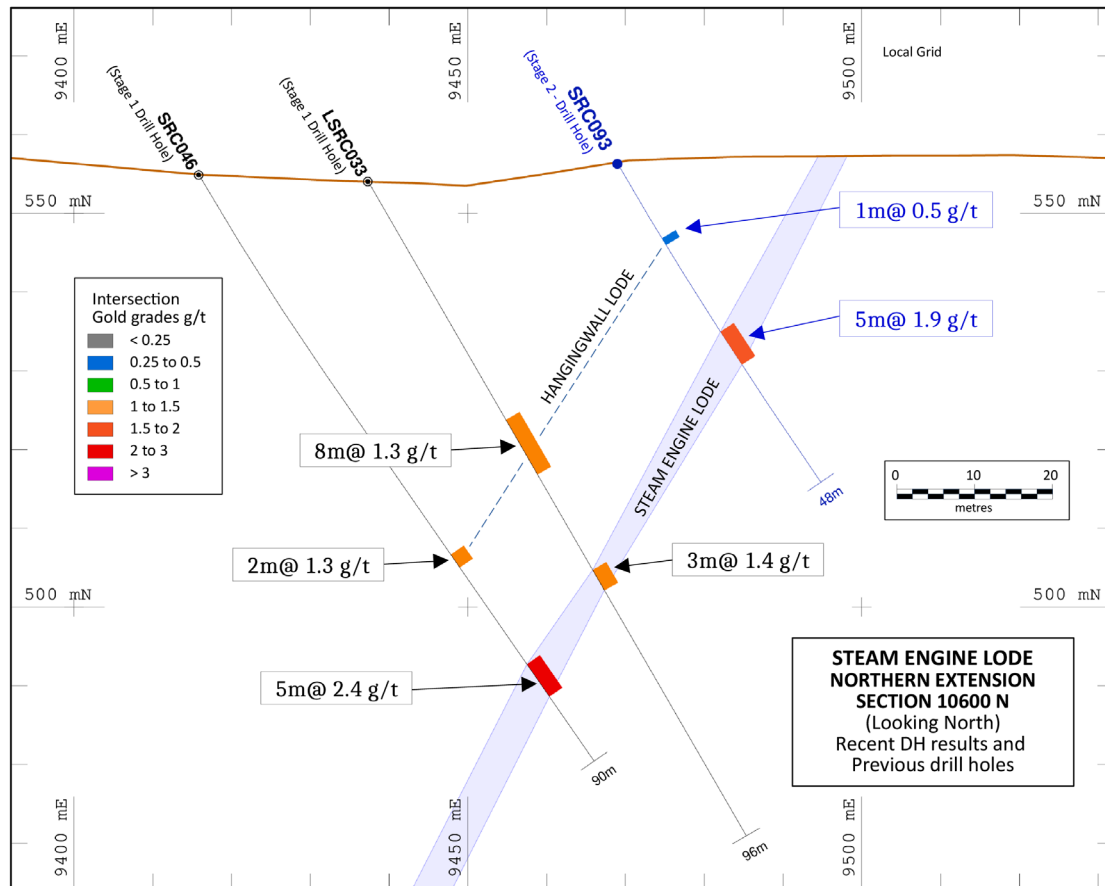 9400 mE
9450 mE
9500 mE
Local Grid
SRC046
(Stage 1 Drill Hole)
LSRC033
(Stage 1 Drill Hole)
SRC093
(Stage 2 - Drill Hole)
550 mN
550 mN
1m@ 0.5 g/t
5m@ 1.9 g/t
HANGINGWALL LODE
STEAM ENGINE LODE
Intersection
Gold grades g/t
< 0.25
0.25 to 0.5
0.5 to 1
1 to 1.5
1.5 to 2
2 to 3
> 3
8m@ 1.3 g/t
2m@ 1.3 g/t
3m@ 1.4 g/t
5m@ 2.4 g/t
48m
0 10 20
metres
500 mN
500 mN
90m
96m
STEAM ENGINE LODE
NORTHERN EXTENSION
SECTION 10600 N
(Looking North)
Recent DH results and
Previous drill holes
9400 mE
9450 mE
9500 mE